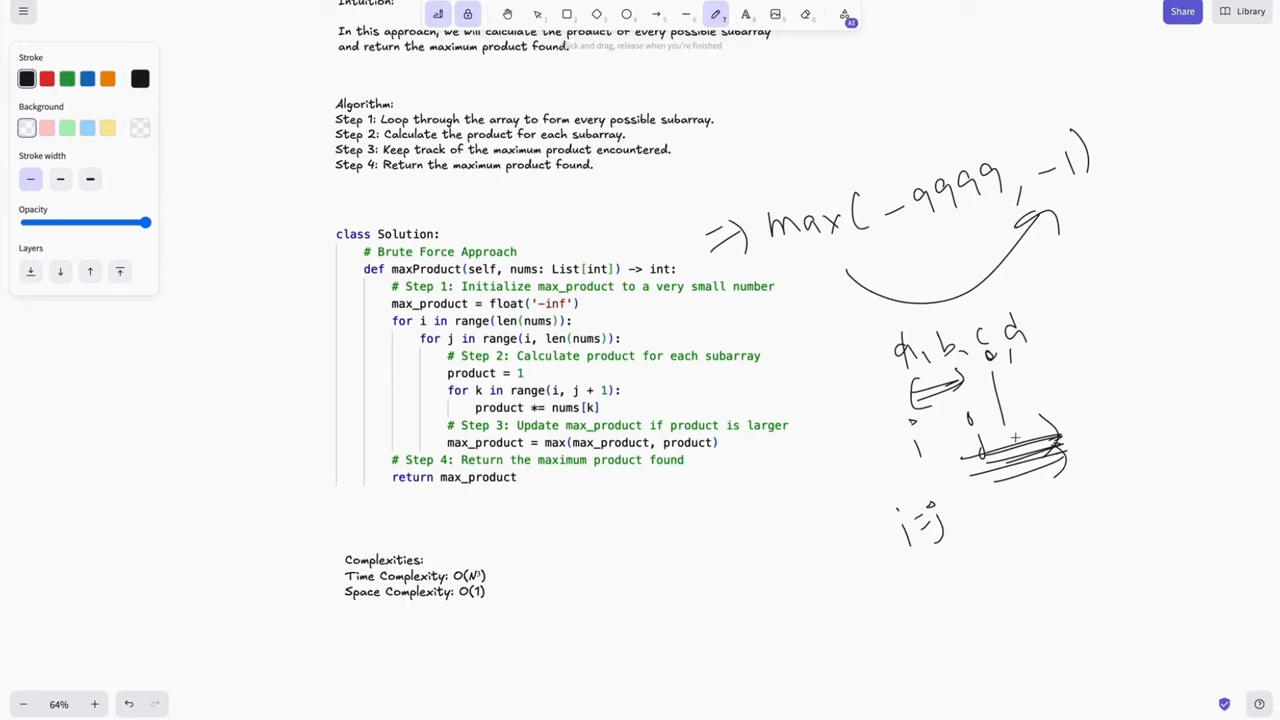 Intuition:
Share
Library
In this approach, we will calculate the product of every possible subarray
and return the maximum product found.
Click and drag, release when you're finished
Stroke
Background
Stroke width
Opacity
Layers
Algorithm:
Step 1: Loop through the array to form every possible subarray.
Step 2: Calculate the product for each subarray.
Step 3: Keep track of the maximum product encountered.
Step 4: Return the maximum product found.
=> max(-9999, -1)
class Solution:
# Brute Force Approach
def maxProduct(self, nums: List[int]) -> int:
# Step 1: Initialize max_product to a very small number
max_product = float('-inf')
for i in range(len(nums)):
for j in range(i, len(nums)):
# Step 2: Calculate product for each subarray
product = 1
for k in range(i, j + 1):
product *= nums[k]
# Step 3: Update max_product if product is larger
max_product = max(max_product, product)
# Step 4: Return the maximum product found
return max_product
a, b, c, d
i j
i=j
Complexities:
Time Complexity: O(N³)
Space Complexity: O(1)
64%